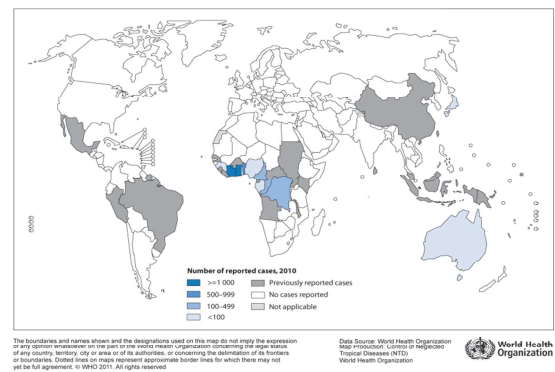 Number of reported cases, 2010
>=1 000
500–999
100–499
<100
Previously reported cases
No cases reported
Not applicable
The boundaries and names shown and the designations used on this map do not imply the expression
of any opinion whatsoever on the part of the World Health Organization concerning the legal status
of any country, territory, city or area or of its authorities, or concerning the delimitation of its frontiers
or boundaries. Dotted lines on maps represent approximate border lines for which there may not
yet be full agreement. © WHO 2011. All rights reserved
Data Source: World Health Organization
Map Production: Control of Neglected
Tropical Diseases (NTD)
World Health Organization
World Health
Organization